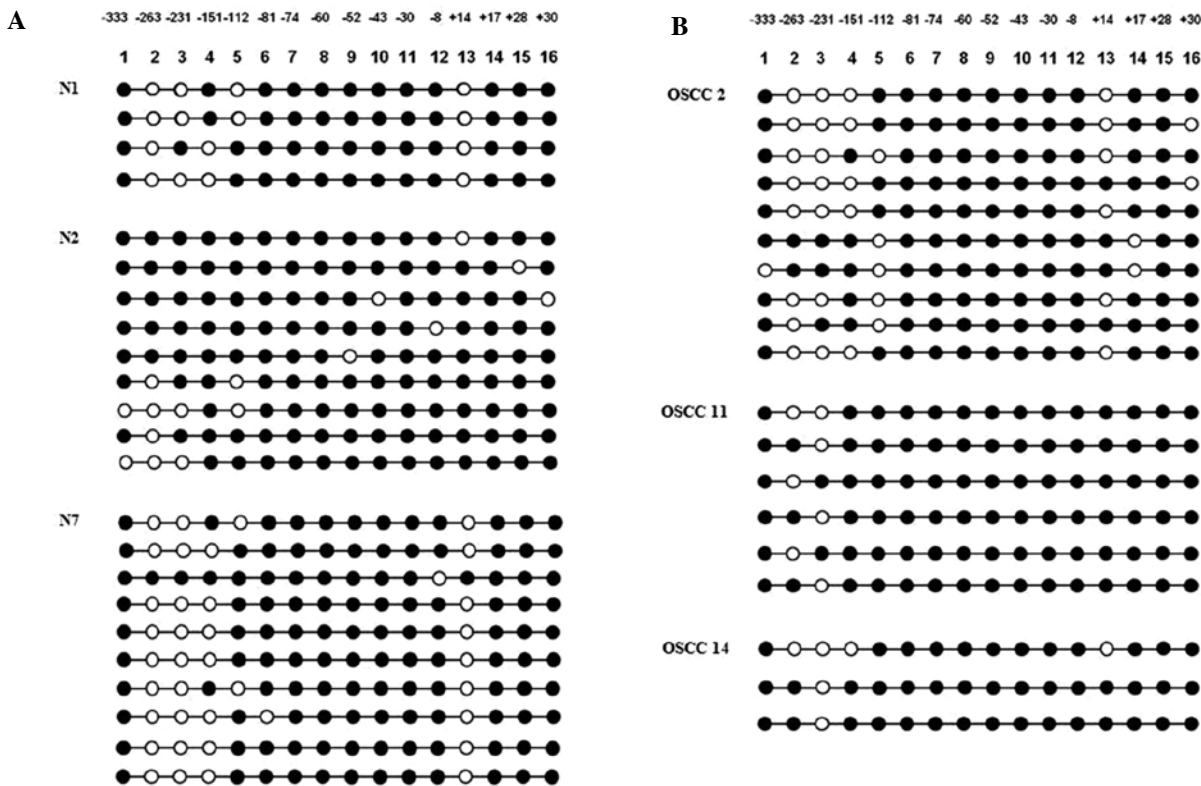 A
-333 -263 -231 -151 -112 -81 -74 -60 -52 -43 -30 -8 +14 +17 +28 +30
1 2 3 4 5 6 7 8 9 10 11 12 13 14 15 16
N1
N2
N7
B
-333 -263 -231 -151 -112 -81 -74 -60 -52 -43 -30 -8 +14 +17 +28 +30
1 2 3 4 5 6 7 8 9 10 11 12 13 14 15 16
OSCC 2
OSCC 11
OSCC 14